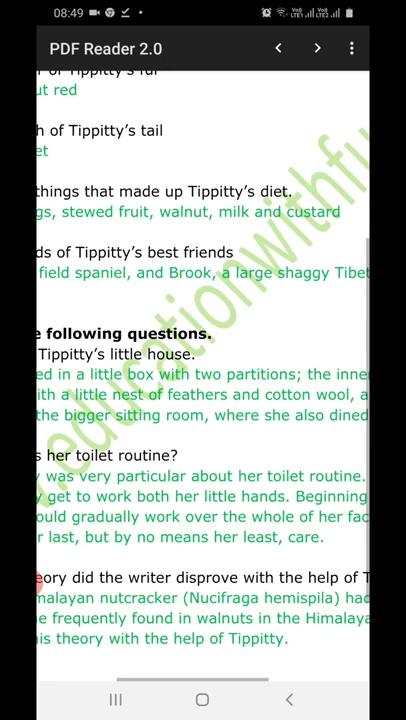 08:49
PDF Reader 2.0
r of Tippitty's fur
ut red
h of Tippitty's tail
et
things that made up Tippitty's diet.
gs, stewed fruit, walnut, milk and custard
ds of Tippitty's best friends
field spaniel, and Brook, a large shaggy Tibet
e following questions.
Tippitty's little house.
ed in a little box with two partitions; the inne
with a little nest of feathers and cotton wool, a
the bigger sitting room, where she also dined
s her toilet routine?
y was very particular about her toilet routine.
y get to work both her little hands. Beginning
ould gradually work over the whole of her fac
r last, but by no means her least, care.
eory did the writer disprove with the help of T
malayan nutcracker (Nucifraga hemispila) had
e frequently found in walnuts in the Himalaya
is theory with the help of Tippitty.
.educationwithfu